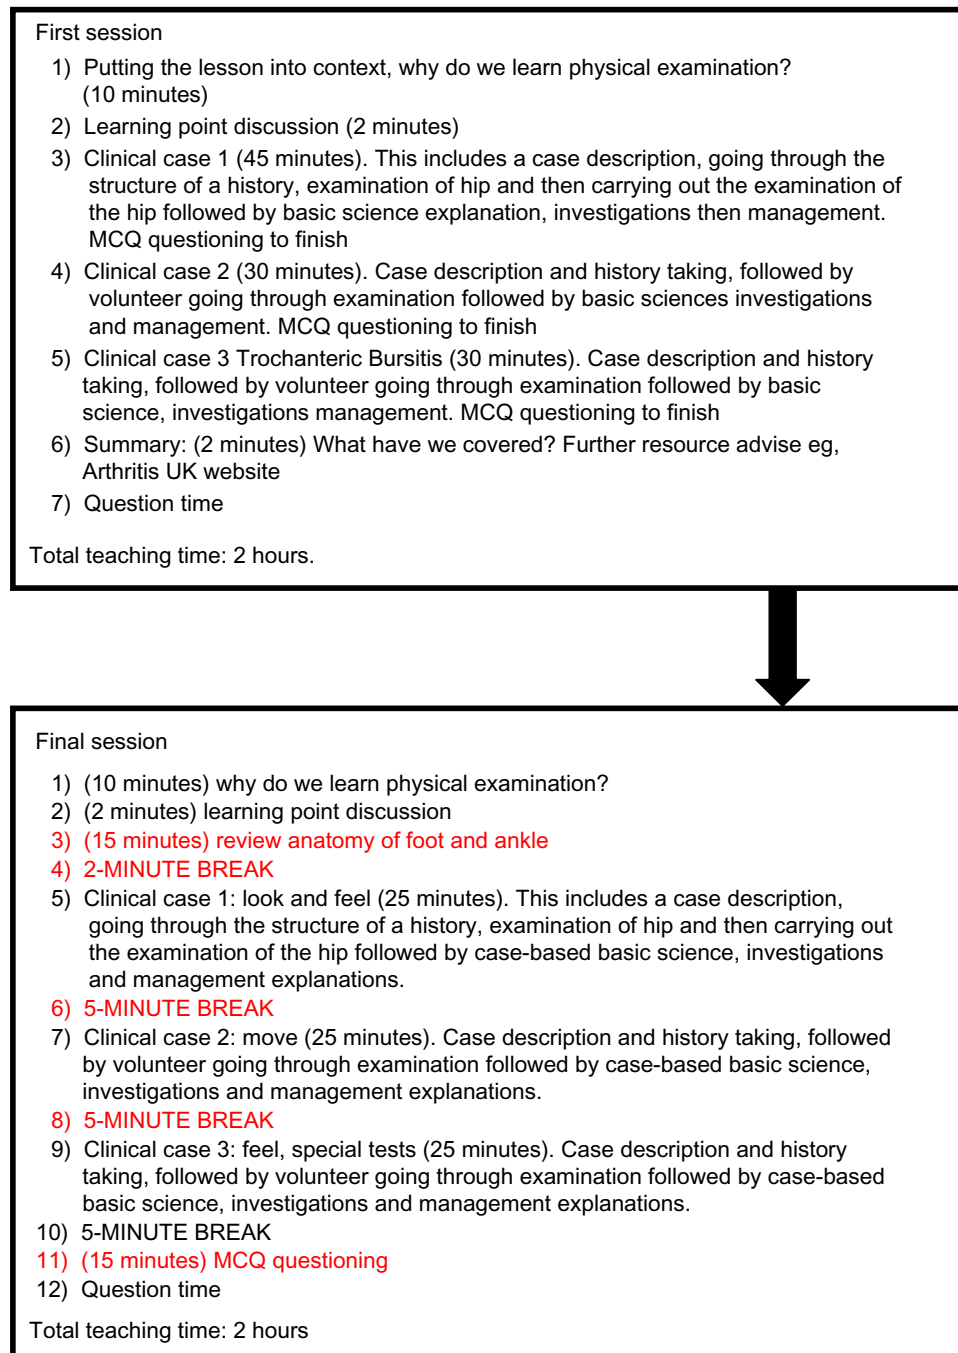 First session
1) Putting the lesson into context, why do we learn physical examination?
(10 minutes)
2) Learning point discussion (2 minutes)
3) Clinical case 1 (45 minutes). This includes a case description, going through the
structure of a history, examination of hip and then carrying out the examination of
the hip followed by basic science explanation, investigations then management.
MCQ questioning to finish
4) Clinical case 2 (30 minutes). Case description and history taking, followed by
volunteer going through examination followed by basic sciences investigations
and management. MCQ questioning to finish
5) Clinical case 3 Trochanteric Bursitis (30 minutes). Case description and history
taking, followed by volunteer going through examination followed by basic
science, investigations management. MCQ questioning to finish
6) Summary: (2 minutes) What have we covered? Further resource advise eg,
Arthritis UK website
7) Question time
Total teaching time: 2 hours.
Final session
1) (10 minutes) why do we learn physical examination?
2) (2 minutes) learning point discussion
3) (15 minutes) review anatomy of foot and ankle
4) 2-MINUTE BREAK
5) Clinical case 1: look and feel (25 minutes). This includes a case description,
going through the structure of a history, examination of hip and then carrying out
the examination of the hip followed by case-based basic science, investigations
and management explanations.
6) 5-MINUTE BREAK
7) Clinical case 2: move (25 minutes). Case description and history taking, followed
by volunteer going through examination followed by case-based basic science,
investigations and management explanations.
8) 5-MINUTE BREAK
9) Clinical case 3: feel, special tests (25 minutes). Case description and history
taking, followed by volunteer going through examination followed by case-based
basic science, investigations and management explanations.
10) 5-MINUTE BREAK
11) (15 minutes) MCQ questioning
12) Question time
Total teaching time: 2 hours